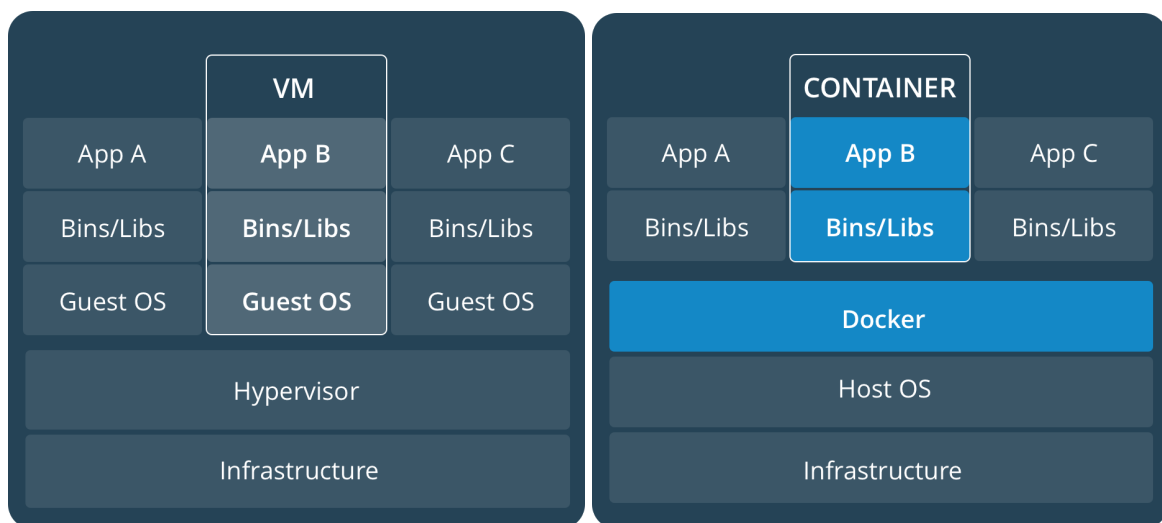 VM
App A App B App C
Bins/Libs Bins/Libs Bins/Libs
Guest OS Guest OS Guest OS
Hypervisor
Infrastructure
CONTAINER
App A App B App C
Bins/Libs Bins/Libs Bins/Libs
Docker
Host OS
Infrastructure